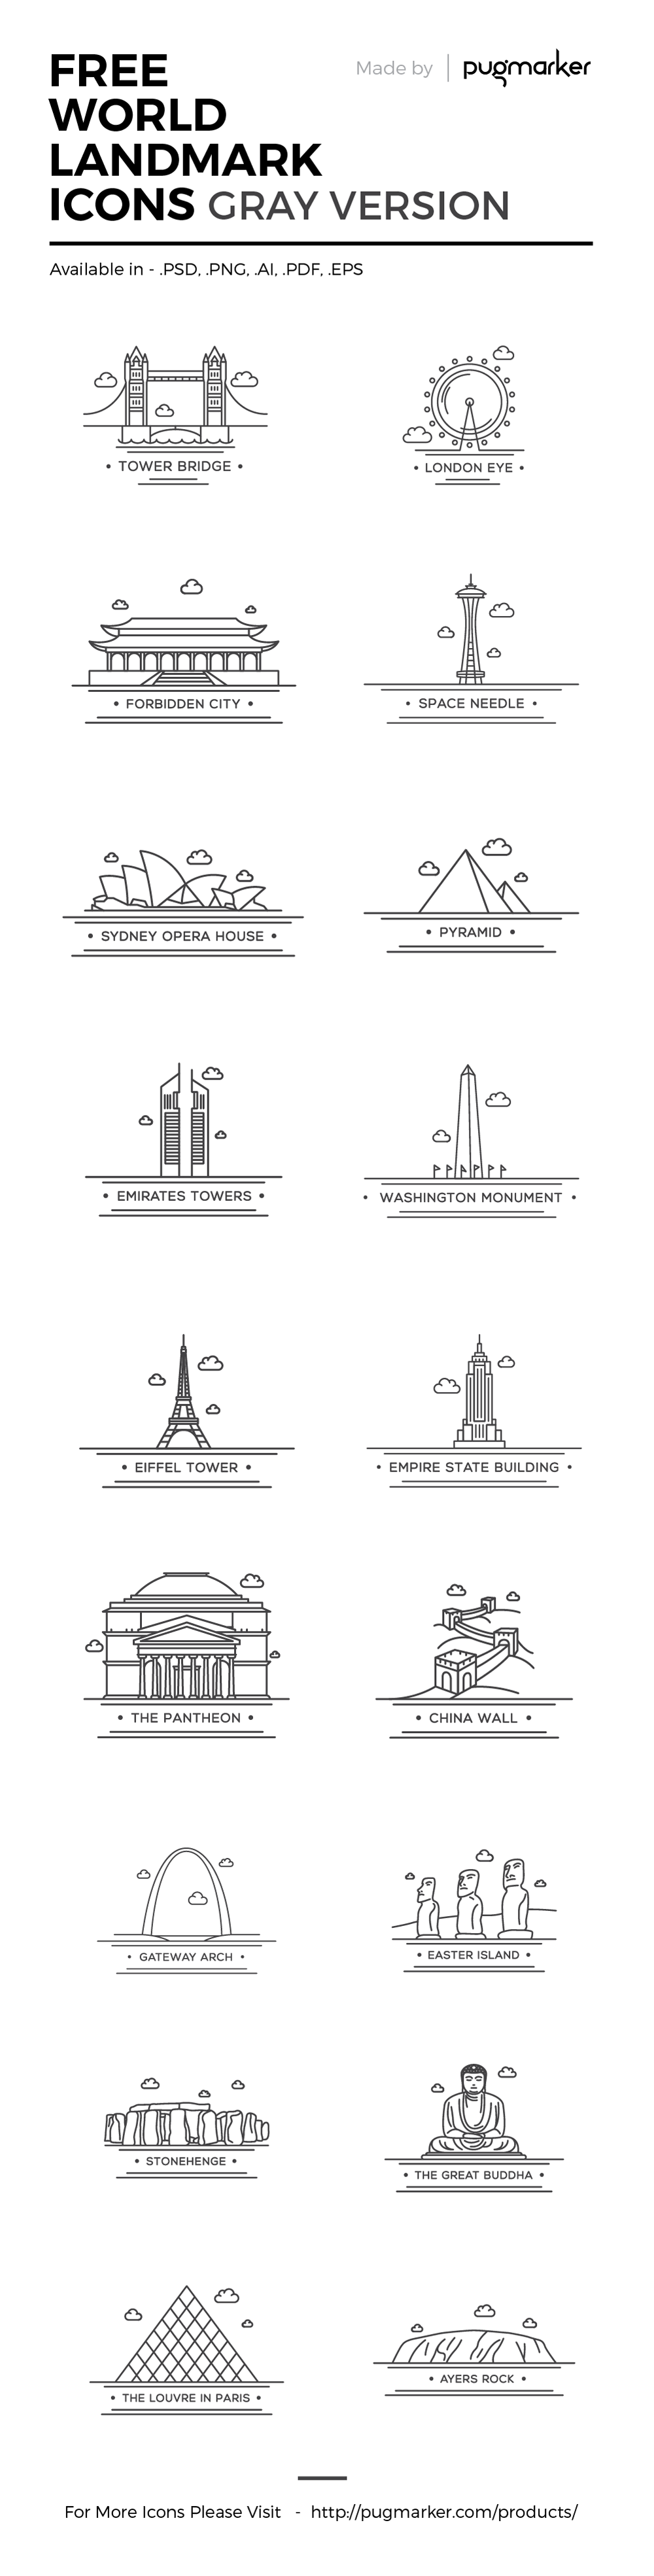 FREE
WORLD
LANDMARK
ICONS GRAY VERSION
Made by | pugmarker
Available in - .PSD, .PNG, .AI, .PDF, .EPS
• TOWER BRIDGE •
• LONDON EYE •
• FORBIDDEN CITY •
• SPACE NEEDLE •
• SYDNEY OPERA HOUSE •
• PYRAMID •
• EMIRATES TOWERS •
• WASHINGTON MONUMENT •
• EIFFEL TOWER •
• EMPIRE STATE BUILDING •
• THE PANTHEON •
• CHINA WALL •
• GATEWAY ARCH •
• EASTER ISLAND •
• STONEHENGE •
• THE GREAT BUDDHA •
• THE LOUVRE IN PARIS •
• AYERS ROCK •
For More Icons Please Visit - http://pugmarker.com/products/